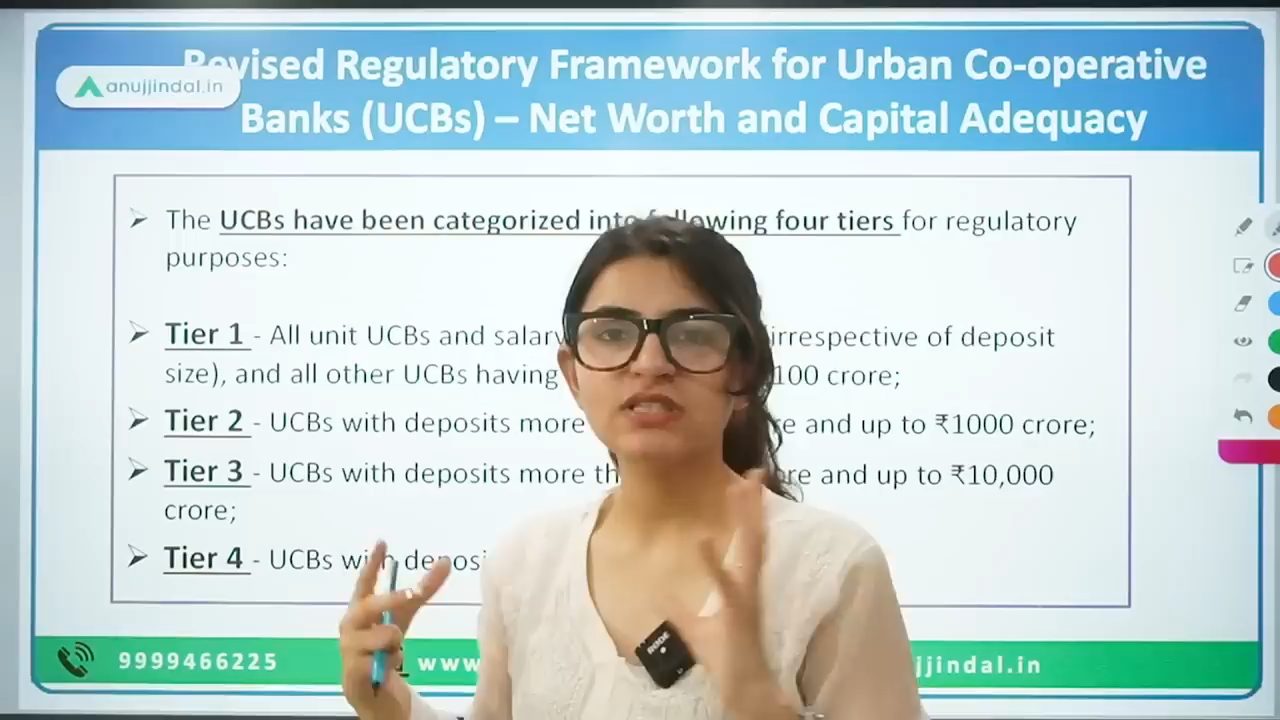 Revised Regulatory Framework for Urban Co-operative
anujjindal.in
Banks (UCBs) – Net Worth and Capital Adequacy
➢ The UCBs have been categorized into following four tiers for regulatory
purposes:
➢ Tier 1 - All unit UCBs and salary irrespective of deposit
size), and all other UCBs having 100 crore;
➢ Tier 2 - UCBs with deposits more and up to ₹1000 crore;
➢ Tier 3 - UCBs with deposits more and up to ₹10,000
crore;
➢ Tier 4 - UCBs with
9999466225 www jjindal.in
RODE